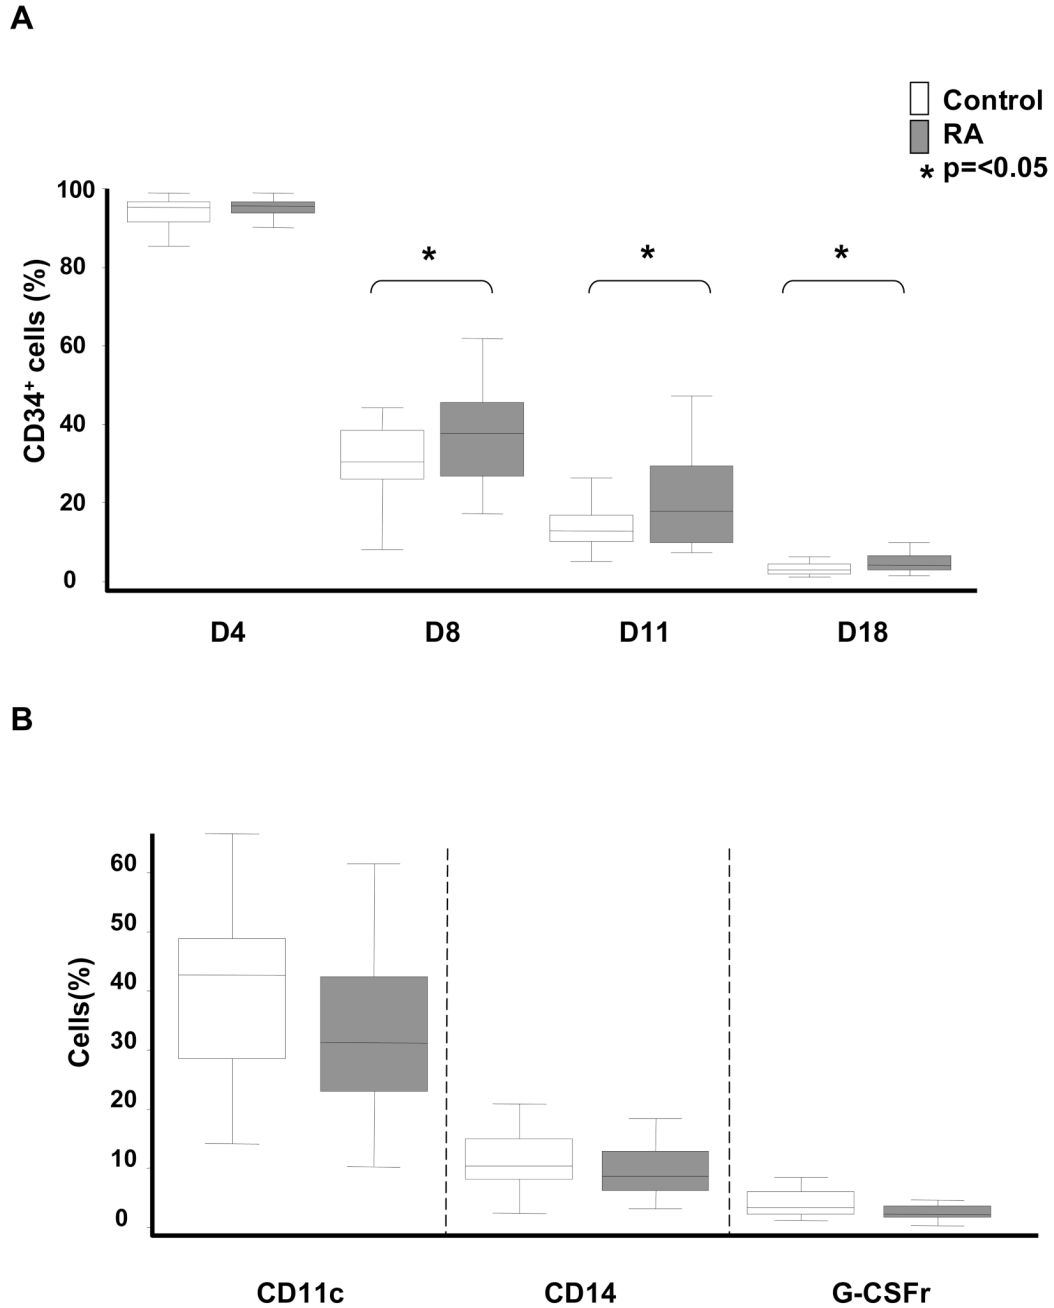 A
Control
RA
* p=<0.05
100
80
60
40
20
0
CD34+ cells (%)
*
*
*
D4
D8
D11
D18
B
60
50
40
30
20
10
0
Cells(%)
CD11c
CD14
G-CSFr